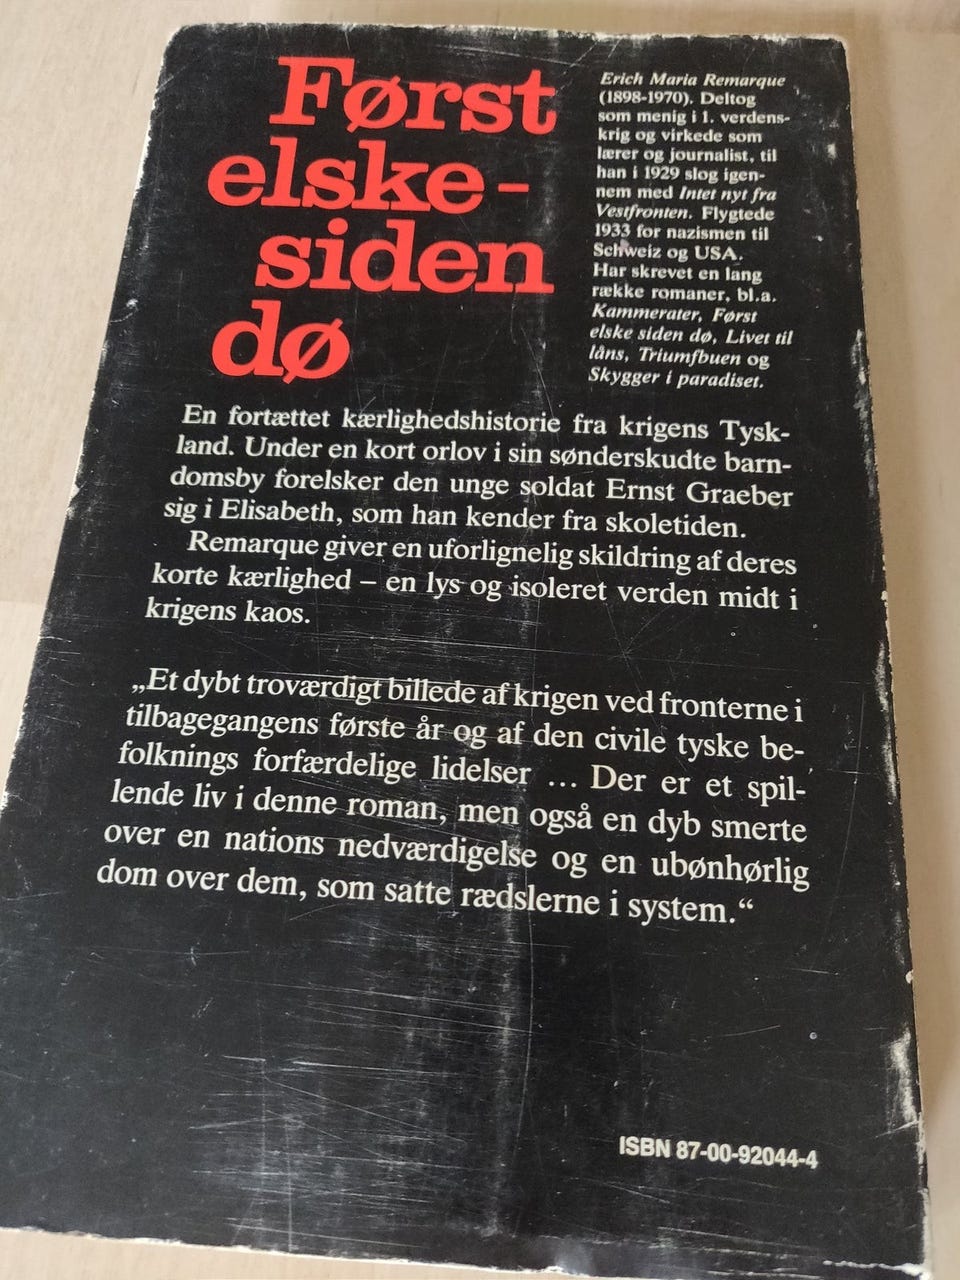 Først
elske-
siden
dø
Erich Maria Remarque
(1898-1970). Deltog
som menig i 1. verdens-
krig og virkede som
lærer og journalist, til
han i 1929 slog igen-
nem med Intet nyt fra
Vestfronten. Flygtede
1933 for nazismen til
Schweiz og USA.
Har skrevet en lang
række romaner, bl.a.
Kammerater, Først
elske siden dø, Livet til
låns, Triumfbuen og
Skygger i paradiset.
En fortættet kærlighedshistorie fra krigens Tysk-
land. Under en kort orlov i sin sønderskudte barn-
domsby forelsker den unge soldat Ernst Graeber
sig i Elisabeth, som han kender fra skoletiden.
Remarque giver en uforlignelig skildring af deres
korte kærlighed – en lys og isoleret verden midt i
krigens kaos.
„Et dybt troværdigt billede af krigen ved fronterne i
tilbagegangens første år og af den civile tyske be-
folknings forfærdelige lidelser ... Der er et spil-
lende liv i denne roman, men også en dyb smerte
over en nations nedværdigelse og en ubønhørlig
dom over dem, som satte rædslerne i system.“
ISBN 87-00-92044-4